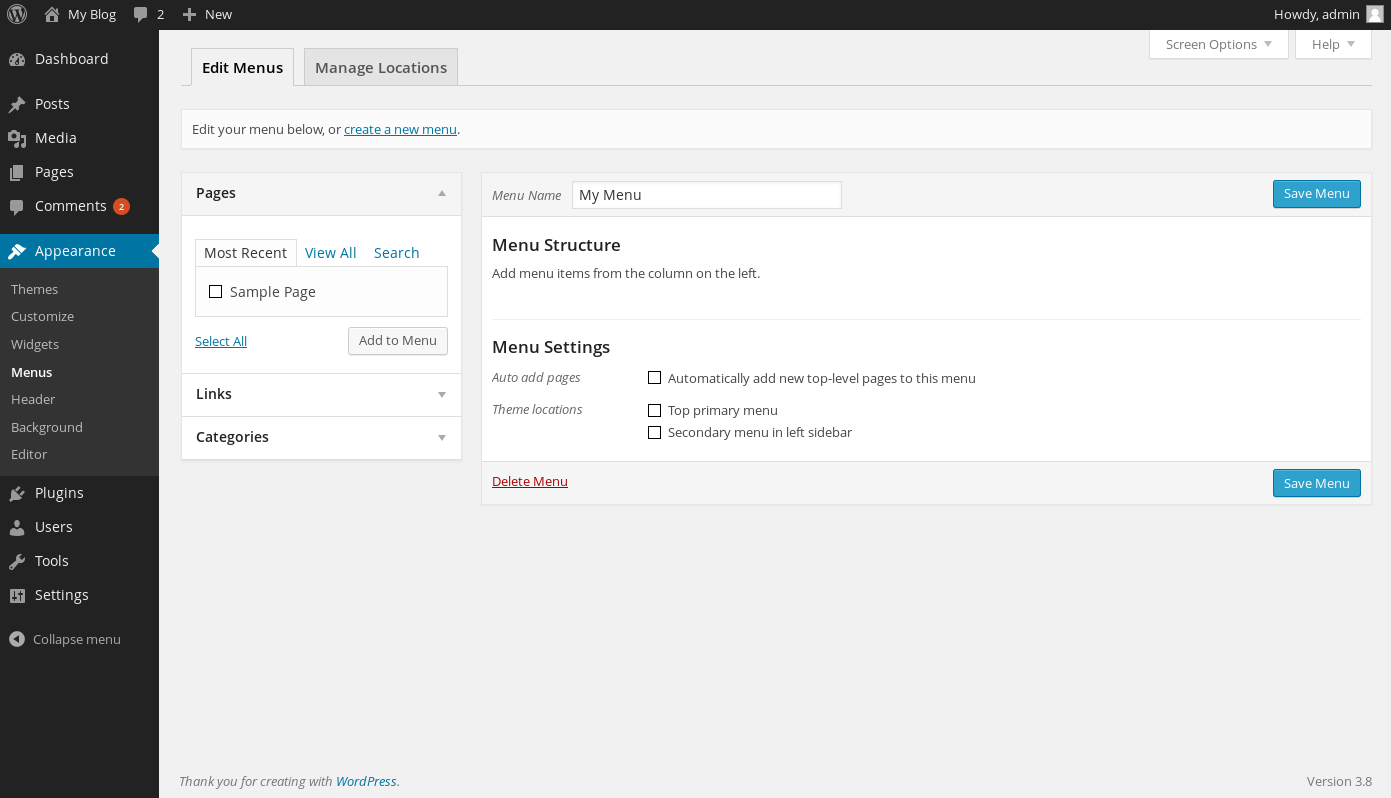 My Blog 2 New Howdy, admin
Screen Options Help
Dashboard
Posts
Media
Pages
Comments 2
Appearance
Themes
Customize
Widgets
Menus
Header
Background
Editor
Plugins
Users
Tools
Settings
Collapse menu
Edit Menus Manage Locations
Edit your menu below, or create a new menu.
Pages
Most Recent View All Search
Sample Page
Select All Add to Menu
Links
Categories
Menu Name My Menu Save Menu
Menu Structure
Add menu items from the column on the left.
Menu Settings
Auto add pages Automatically add new top-level pages to this menu
Theme locations Top primary menu
Secondary menu in left sidebar
Delete Menu Save Menu
Thank you for creating with WordPress. Version 3.8